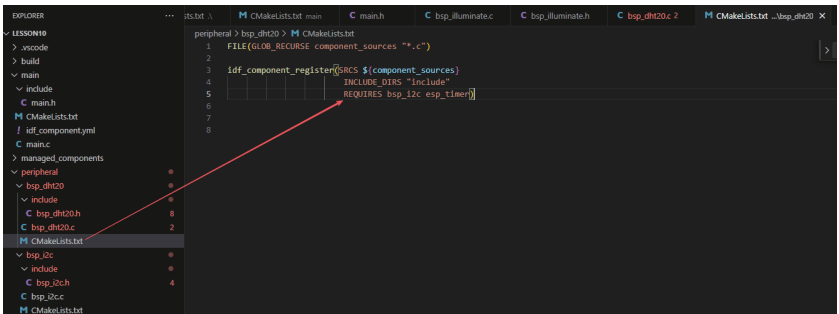 EXPLORER
···
sts.txt .\
M CMakeLists.txt main
C main.h
C bsp_illuminate.c
C bsp_illuminate.h
C bsp_dht20.c 2
M CMakeLists.txt ...\bsp_dht20 ×
LESSON10
> .vscode
> build
main
include
C main.h
M CMakeLists.txt
! idf_component.yml
C main.c
> managed_components
peripheral
bsp_dht20
include
C bsp_dht20.h 8
C bsp_dht20.c 2
M CMakeLists.txt
bsp_i2c
include
C bsp_i2c.h 4
C bsp_i2c.c
M CMakeLists.txt
peripheral > bsp_dht20 > M CMakeLists.txt
1 FILE(GLOB_RECURSE component_sources "*.c")
2
3 idf_component_register(SRCS ${component_sources}
4 INCLUDE_DIRS "include"
5 REQUIRES bsp_i2c esp_timer)
6
7
8